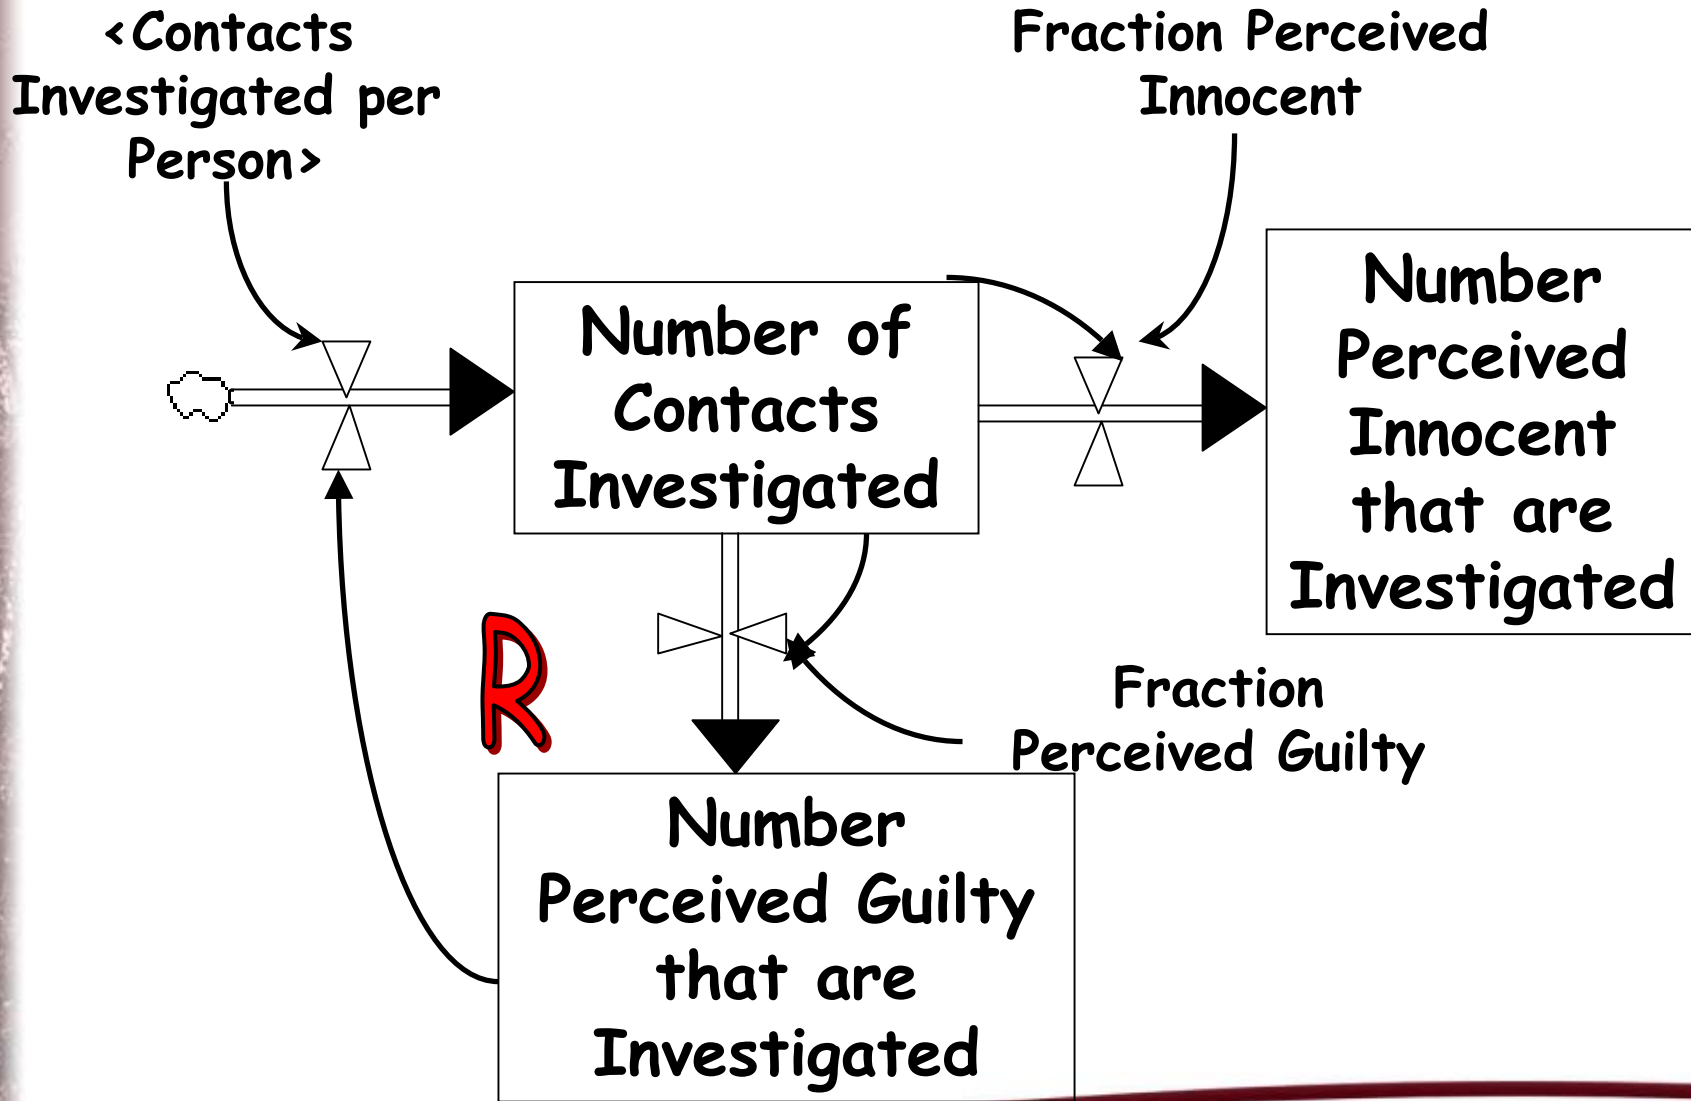 <Contacts
Investigated per
Person>
Fraction Perceived
Innocent
Number of
Contacts
Investigated
Number
Perceived
Innocent
that are
Investigated
R
Fraction
Perceived Guilty
Number
Perceived Guilty
that are
Investigated